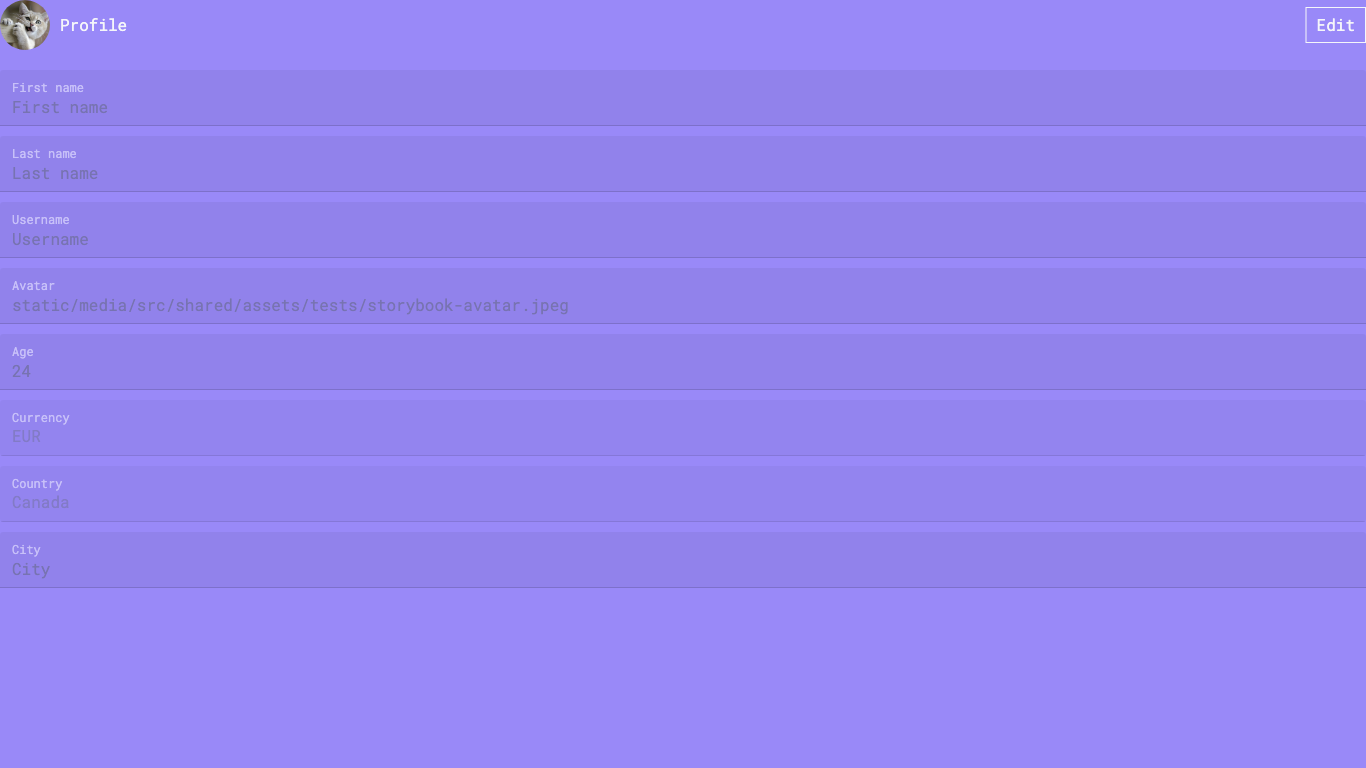 Profile
Edit
First name
First name
Last name
Last name
Username
Username
Avatar
static/media/src/shared/assets/tests/storybook-avatar.jpeg
Age
24
Currency
EUR
Country
Canada
City
City